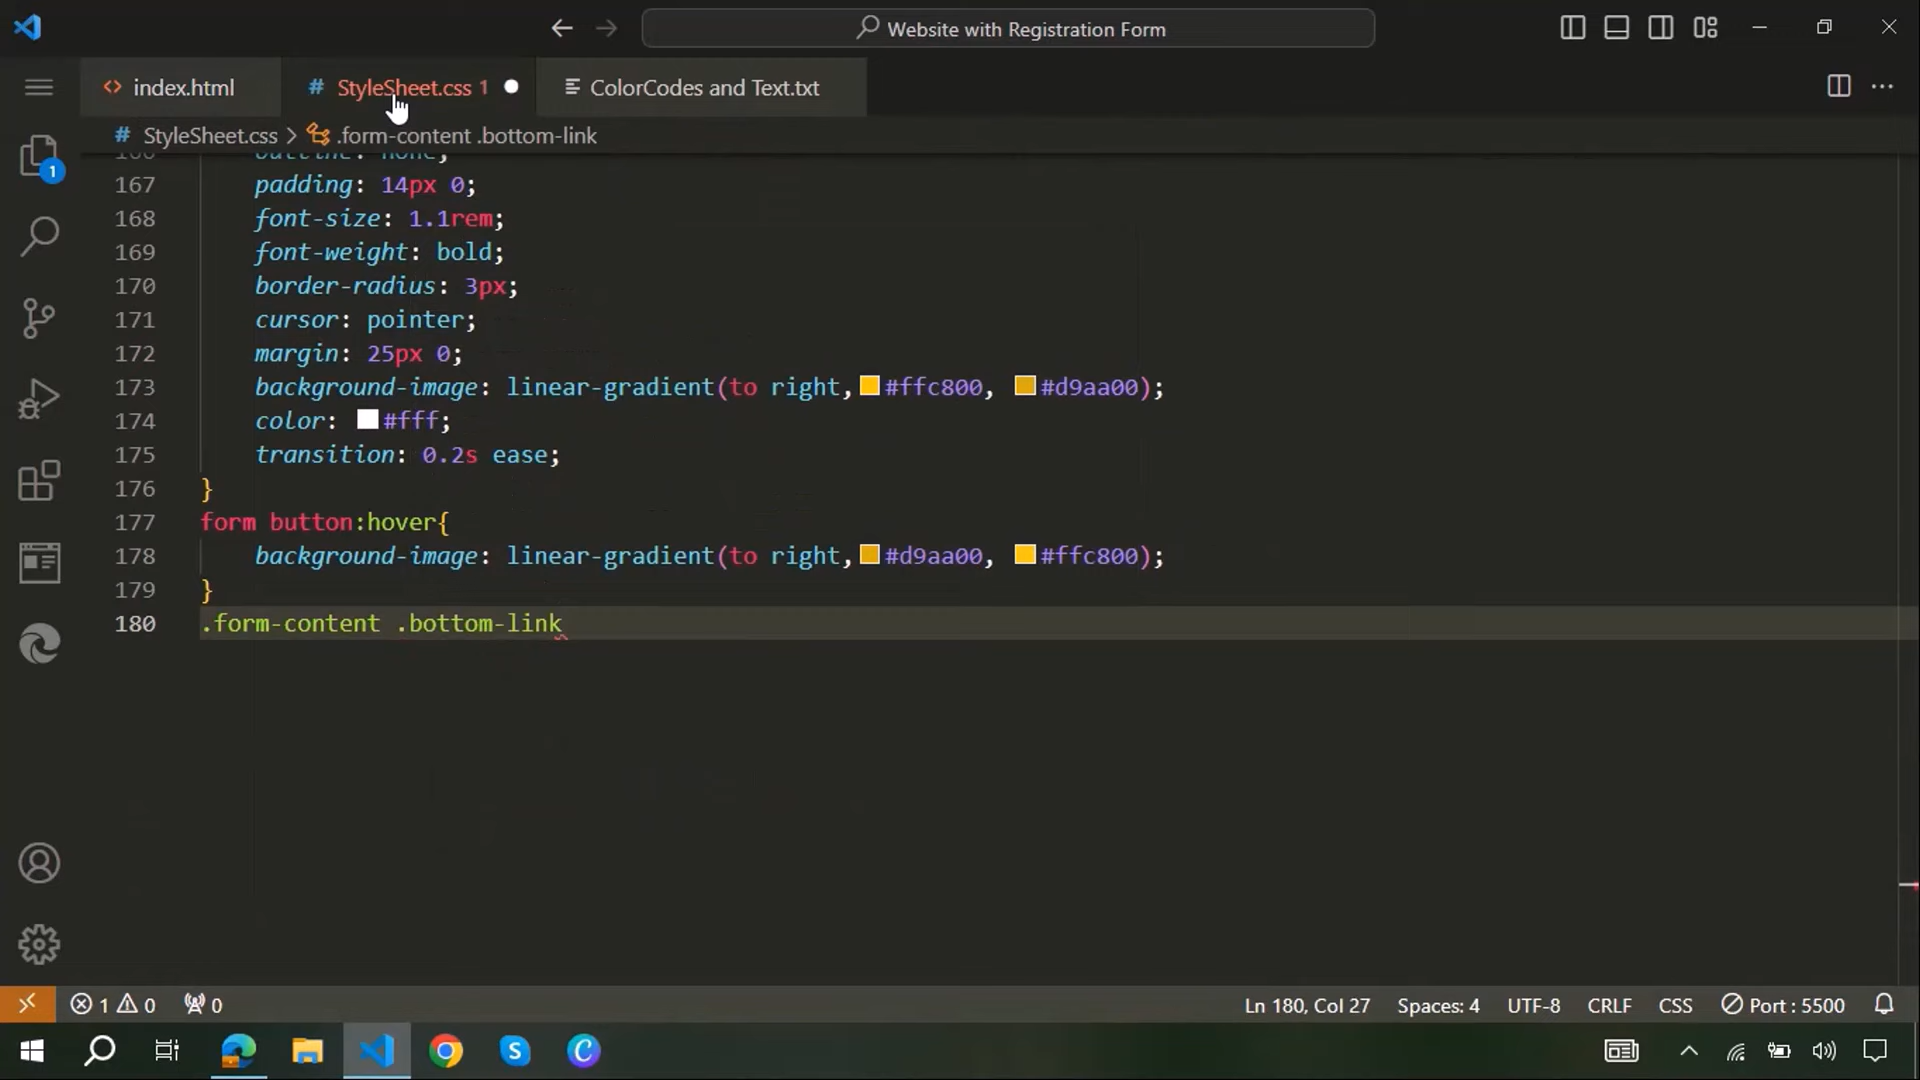 Website with Registration Form
index.html
StyleSheet.css 1
ColorCodes and Text.txt
StyleSheet.css > .form-content .bottom-link
1
outline: none;
167 padding: 14px 0;
168 font-size: 1.1rem;
169 font-weight: bold;
170 border-radius: 3px;
171 cursor: pointer;
172 margin: 25px 0;
173 background-image: linear-gradient(to right, #ffc800, #d9aa00);
174 color: #fff;
175 transition: 0.2s ease;
176 }
177 form button:hover{
178 background-image: linear-gradient(to right, #d9aa00, #ffc800);
179 }
180 .form-content .bottom-link
1 0 0
Ln 180, Col 27
Spaces: 4
UTF-8
CRLF
CSS
Port : 5500